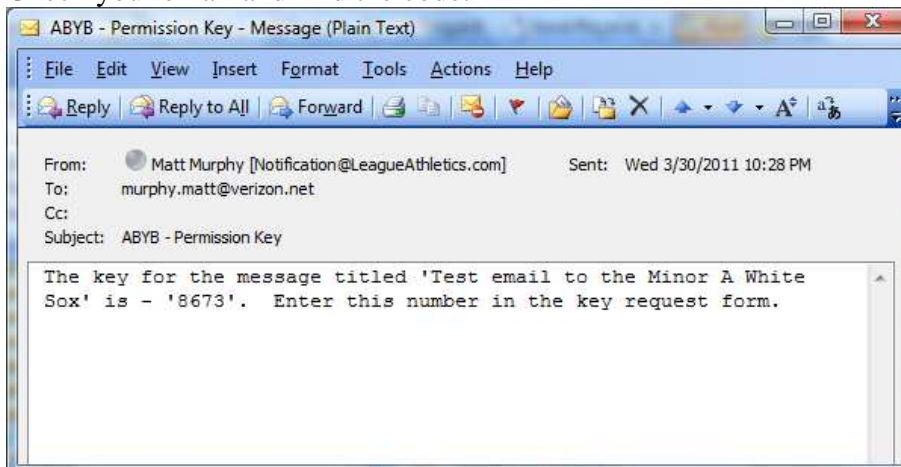 ABYB - Permission Key - Message (Plain Text)
File Edit View Insert Format Tools Actions Help
Reply Reply to All Forward
From: Matt Murphy [Notification@LeagueAthletics.com] Sent: Wed 3/30/2011 10:28 PM
To: murphy.matt@verizon.net
Cc:
Subject: ABYB - Permission Key
The key for the message titled 'Test email to the Minor A White
Sox' is - '8673'. Enter this number in the key request form.